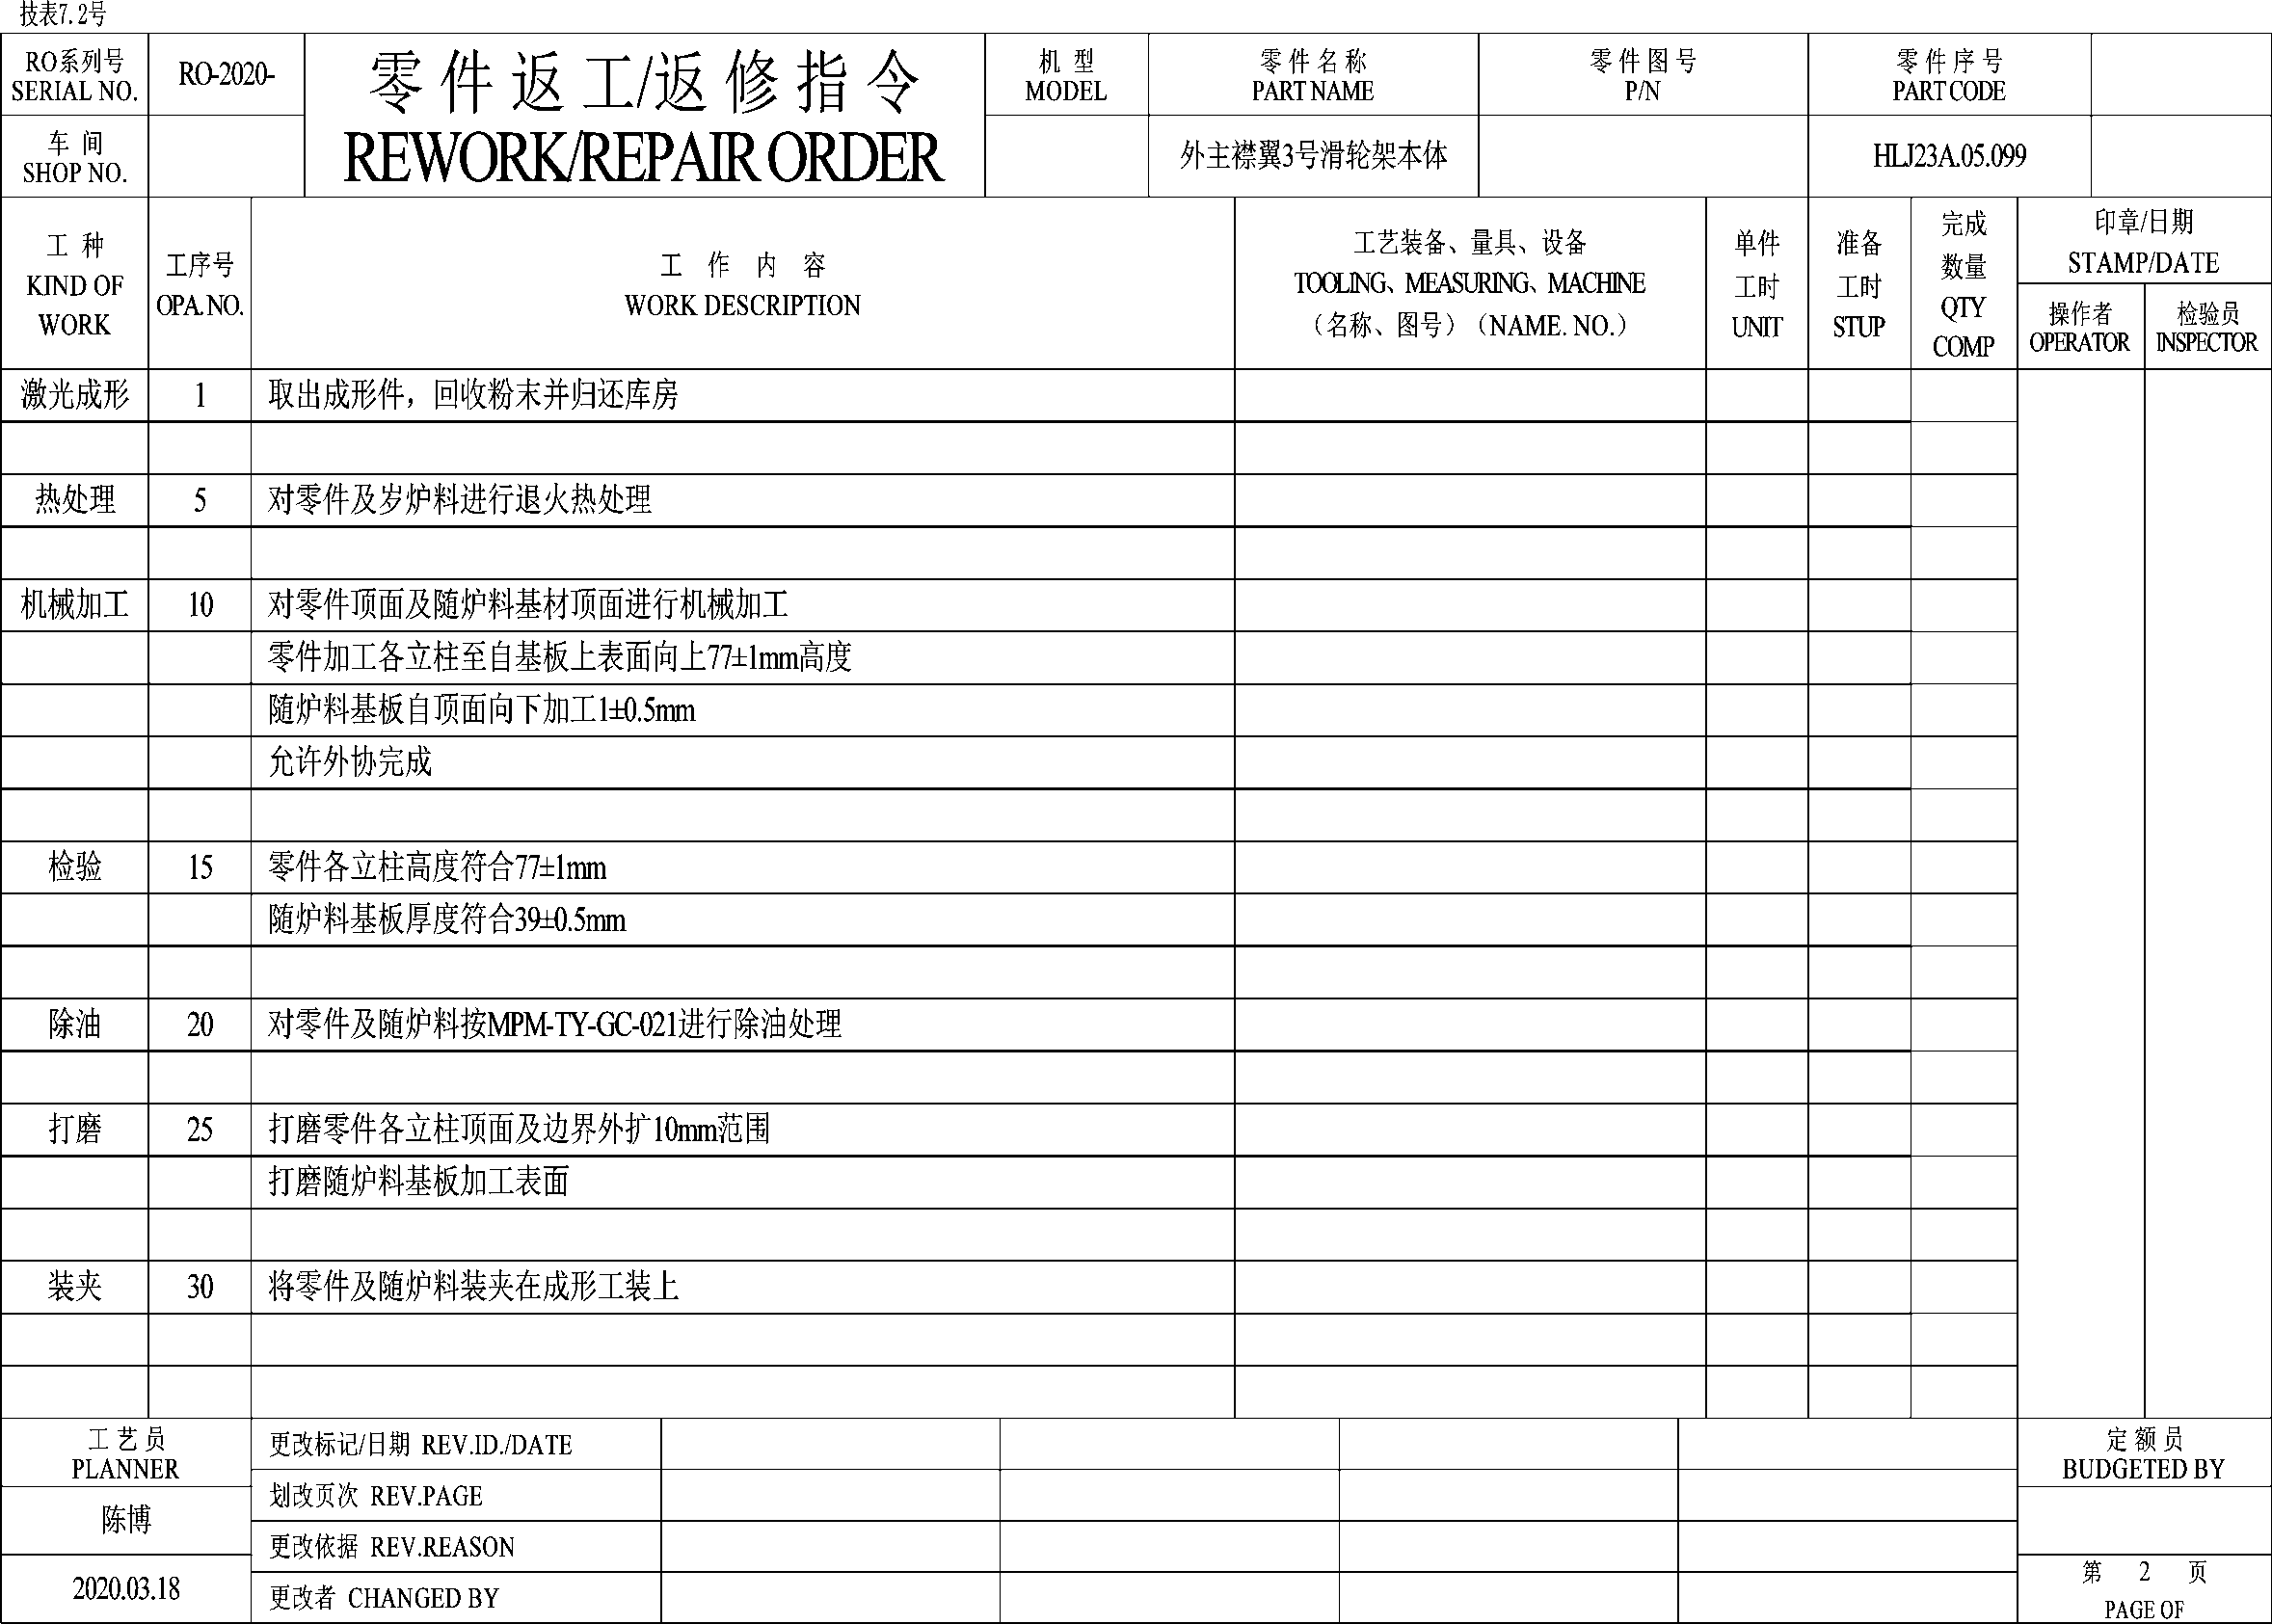 技表7.2号
RO系列号
SERIAL NO.
RO-2020-
零件返工/返修指令
REWORK/REPAIR ORDER
机 型
MODEL
零件名称
PART NAME
零件图号
P/N
零件序号
PART CODE
车 间
SHOP NO.
外主襟翼3号滑轮架本体
HLJ23A.05.099
工 种
KIND OF
WORK
工序号
OPA. NO.
工 作 内 容
WORK DESCRIPTION
工艺装备、量具、设备
TOOLING、MEASURING、MACHINE
（名称、图号）（NAME. NO.）
单件
工时
UNIT
准备
工时
STUP
完成
数量
QTY
COMP
印章/日期
STAMP/DATE
操作者
OPERATOR
检验员
INSPECTOR
激光成形 1 取出成形件，回收粉末并归还库房
热处理 5 对零件及岁炉料进行退火热处理
机械加工 10 对零件顶面及随炉料基材顶面进行机械加工
零件加工各立柱至自基板上表面向上77±1mm高度
随炉料基板自顶面向下加工1±0.5mm
允许外协完成
检验 15 零件各立柱高度符合77±1mm
随炉料基板厚度符合39±0.5mm
除油 20 对零件及随炉料按MPM-TY-GC-021进行除油处理
打磨 25 打磨零件各立柱顶面及边界外扩10mm范围
打磨随炉料基板加工表面
装夹 30 将零件及随炉料装夹在成形工装上
工艺员
PLANNER
陈博
2020.03.18
更改标记/日期 REV.ID./DATE
划改页次 REV.PAGE
更改依据 REV.REASON
更改者 CHANGED BY
定额员
BUDGETED BY
第 2 页
PAGE OF